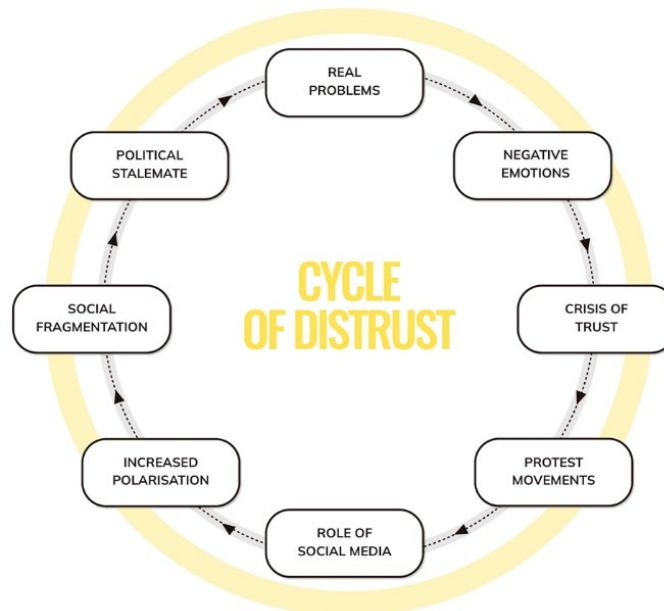 REAL
PROBLEMS
NEGATIVE
EMOTIONS
CRISIS OF
TRUST
PROTEST
MOVEMENTS
ROLE OF
SOCIAL MEDIA
INCREASED
POLARISATION
SOCIAL
FRAGMENTATION
POLITICAL
STALEMATE
CYCLE
OF DISTRUST